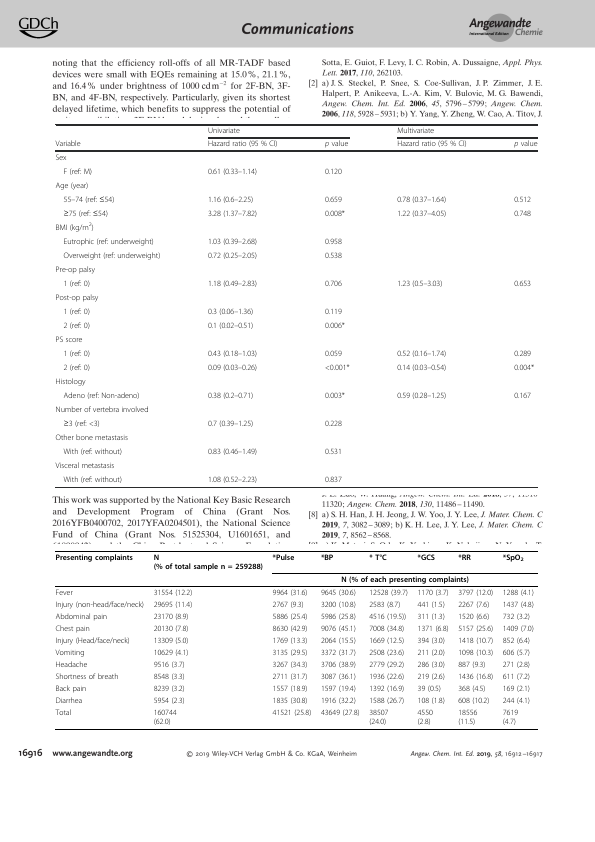 GDCh
Communications
Angewandte
International Edition
Chemie
noting that the efficiency roll-offs of all MR-TADF based
devices were small with EQEs remaining at 15.0%, 21.1%,
and 16.4% under brightness of 1000 cd m−2 for 2F-BN, 3F-
BN, and 4F-BN, respectively. Particularly, given its shortest
delayed lifetime, which benefits to suppress the potential of
Sotta, E. Guiot, F. Levy, I. C. Robin, A. Dussaigne, Appl. Phys.
Lett. 2017, 110, 262103.
[2] a) J. S. Steckel, P. Snee, S. Coe-Sullivan, J. P. Zimmer, J. E.
Halpert, P. Anikeeva, L.-A. Kim, V. Bulovic, M. G. Bawendi,
Angew. Chem. Int. Ed. 2006, 45, 5796–5799; Angew. Chem.
2006, 118, 5928–5931; b) Y. Yang, Y. Zheng, W. Cao, A. Titov, J.
Univariate Multivariate
Variable Hazard ratio (95 % CI) p value Hazard ratio (95 % CI) p value
Sex
F (ref: M) 0.61 (0.33–1.14) 0.120
Age (year)
55–74 (ref: ≤54) 1.16 (0.6–2.25) 0.659 0.78 (0.37–1.64) 0.512
≥75 (ref: ≤54) 3.28 (1.37–7.82) 0.008* 1.22 (0.37–4.05) 0.748
BMI (kg/m2)
Eutrophic (ref: underweight) 1.03 (0.39–2.68) 0.958
Overweight (ref: underweight) 0.72 (0.25–2.05) 0.538
Pre-op palsy
1 (ref: 0) 1.18 (0.49–2.83) 0.706 1.23 (0.5–3.03) 0.653
Post-op palsy
1 (ref: 0) 0.3 (0.06–1.36) 0.119
2 (ref: 0) 0.1 (0.02–0.51) 0.006*
PS score
1 (ref: 0) 0.43 (0.18–1.03) 0.059 0.52 (0.16–1.74) 0.289
2 (ref: 0) 0.09 (0.03–0.26) <0.001* 0.14 (0.03–0.54) 0.004*
Histology
Adeno (ref: Non-adeno) 0.38 (0.2–0.71) 0.003* 0.59 (0.28–1.25) 0.167
Number of vertebra involved
≥3 (ref: <3) 0.7 (0.39–1.25) 0.228
Other bone metastasis
With (ref: without) 0.83 (0.46–1.49) 0.531
Visceral metastasis
With (ref: without) 1.08 (0.52–2.23) 0.837
This work was supported by the National Key Basic Research
and Development Program of China (Grant Nos.
2016YFB0400702, 2017YFA0204501), the National Science
Fund of China (Grant Nos. 51525304, U1601651, and
11320; Angew. Chem. 2018, 130, 11486–11490.
[8] a) S. H. Han, J. H. Jeong, J. W. Yoo, J. Y. Lee, J. Mater. Chem. C
2019, 7, 3082–3089; b) K. H. Lee, J. Y. Lee, J. Mater. Chem. C
2019, 7, 8562–8568.
Presenting complaints N *Pulse *BP * T°C *GCS *RR *SpO2
(% of total sample n = 259288)
N (% of each presenting complaints)
Fever 31554 (12.2) 9964 (31.6) 9645 (30.6) 12528 (39.7) 1170 (3.7) 3797 (12.0) 1288 (4.1)
Injury (non-head/face/neck) 29695 (11.4) 2767 (9.3) 3200 (10.8) 2583 (8.7) 441 (1.5) 2267 (7.6) 1437 (4.8)
Abdominal pain 23170 (8.9) 5886 (25.4) 5986 (25.8) 4516 (19.5)) 311 (1.3) 1520 (6.6) 732 (3.2)
Chest pain 20130 (7.8) 8630 (42.9) 9076 (45.1) 7008 (34.8) 1371 (6.8) 5157 (25.6) 1409 (7.0)
Injury (Head/face/neck) 13309 (5.0) 1769 (13.3) 2064 (15.5) 1669 (12.5) 394 (3.0) 1418 (10.7) 852 (6.4)
Vomiting 10629 (4.1) 3135 (29.5) 3372 (31.7) 2508 (23.6) 211 (2.0) 1098 (10.3) 606 (5.7)
Headache 9516 (3.7) 3267 (34.3) 3706 (38.9) 2779 (29.2) 286 (3.0) 887 (9.3) 271 (2.8)
Shortness of breath 8548 (3.3) 2711 (31.7) 3087 (36.1) 1936 (22.6) 219 (2.6) 1436 (16.8) 611 (7.2)
Back pain 8239 (3.2) 1557 (18.9) 1597 (19.4) 1392 (16.9) 39 (0.5) 368 (4.5) 169 (2.1)
Diarrhea 5954 (2.3) 1835 (30.8) 1916 (32.2) 1588 (26.7) 108 (1.8) 608 (10.2) 244 (4.1)
Total 160744 41521 (25.8) 43649 (27.8) 38507 4550 18556 7619
(62.0) (24.0) (2.8) (11.5) (4.7)
16916 www.angewandte.org © 2019 Wiley-VCH Verlag GmbH & Co. KGaA, Weinheim Angew. Chem. Int. Ed. 2019, 58, 16912–16917